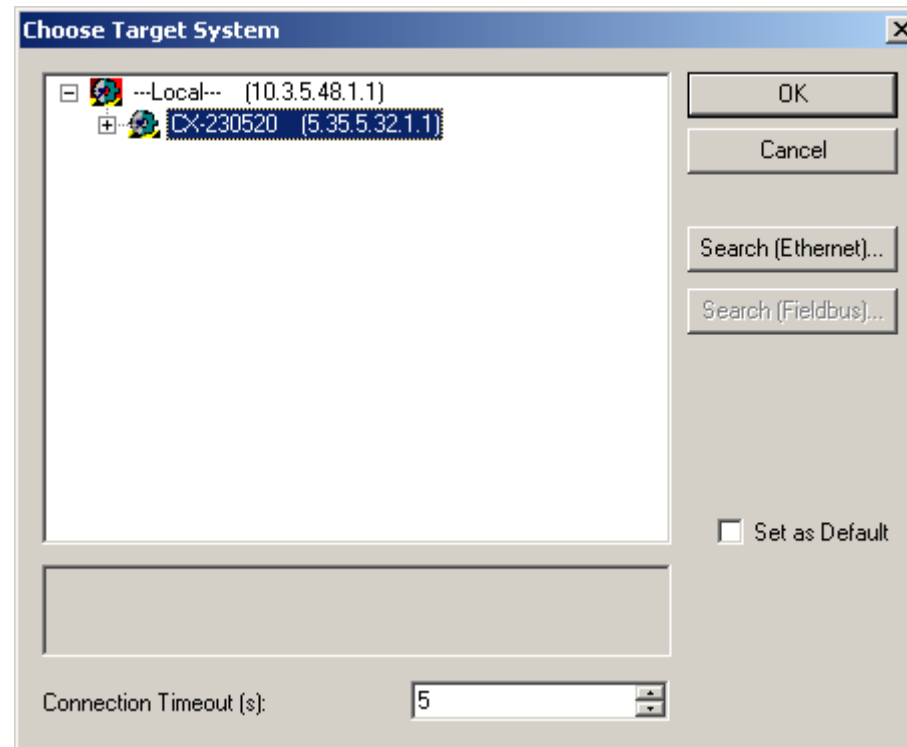 Choose Target System
---Local--- (10.3.5.48.1.1)
CX-230520 (5.35.5.32.1.1)
OK
Cancel
Search (Ethernet)...
Search (Fieldbus)...
Set as Default
Connection Timeout (s):
5